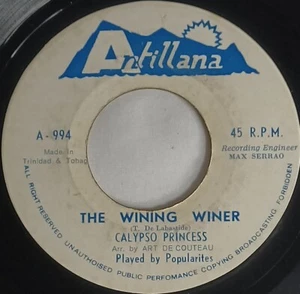 Antillana
A-994
45 R.P.M.
Made in
Trinidad & Tobago
Recording Engineer
MAX SERRAO
THE WINING WINER
(T. De Labastide)
CALYPSO PRINCESS
Arr. by ART DE COUTEAU
Played by Popularites
ALL RIGHTS RESERVED UNAUTHORISED PUBLIC PERFOMANCE COPYING BROADCASTING FORBIDDEN